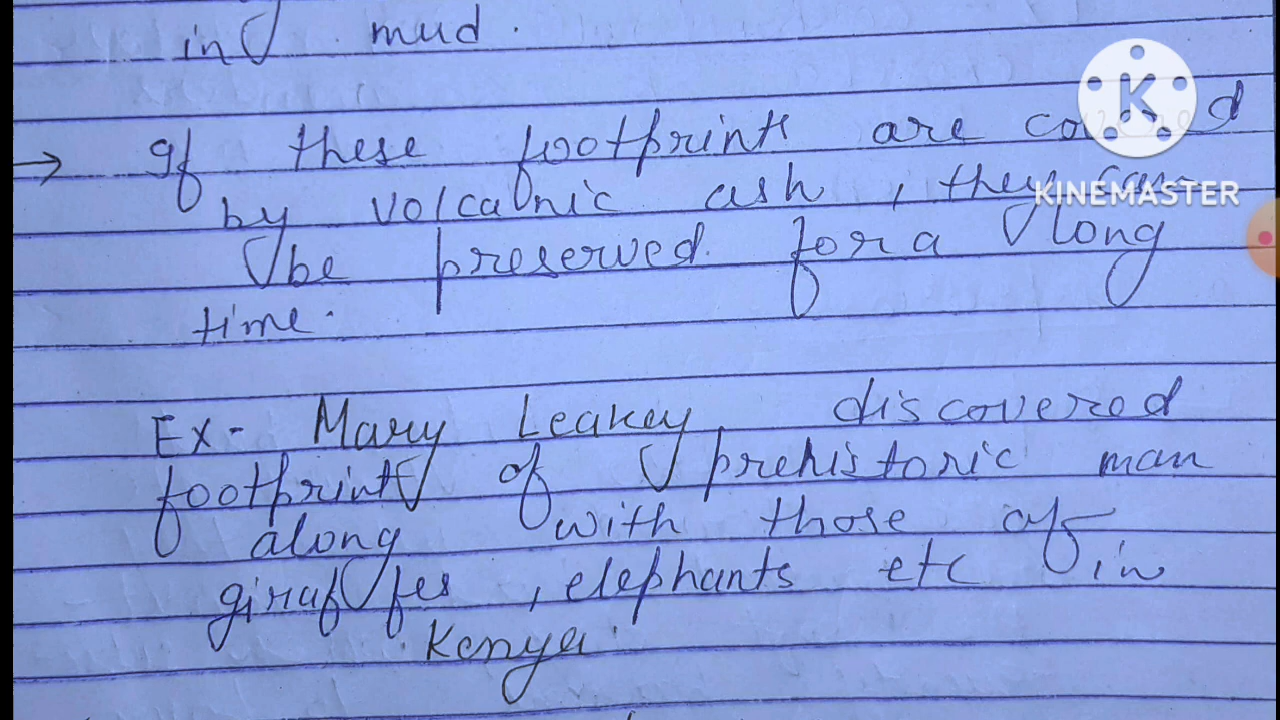 in mud.
→ If these footprints are covered
by volcanic ash, they can
be preserved for a long
time.
Ex- Mary Leakey discovered
footprints of prehistoric man
along with those of
giraffes, elephants etc in
Kenya.
K
KINEMASTER